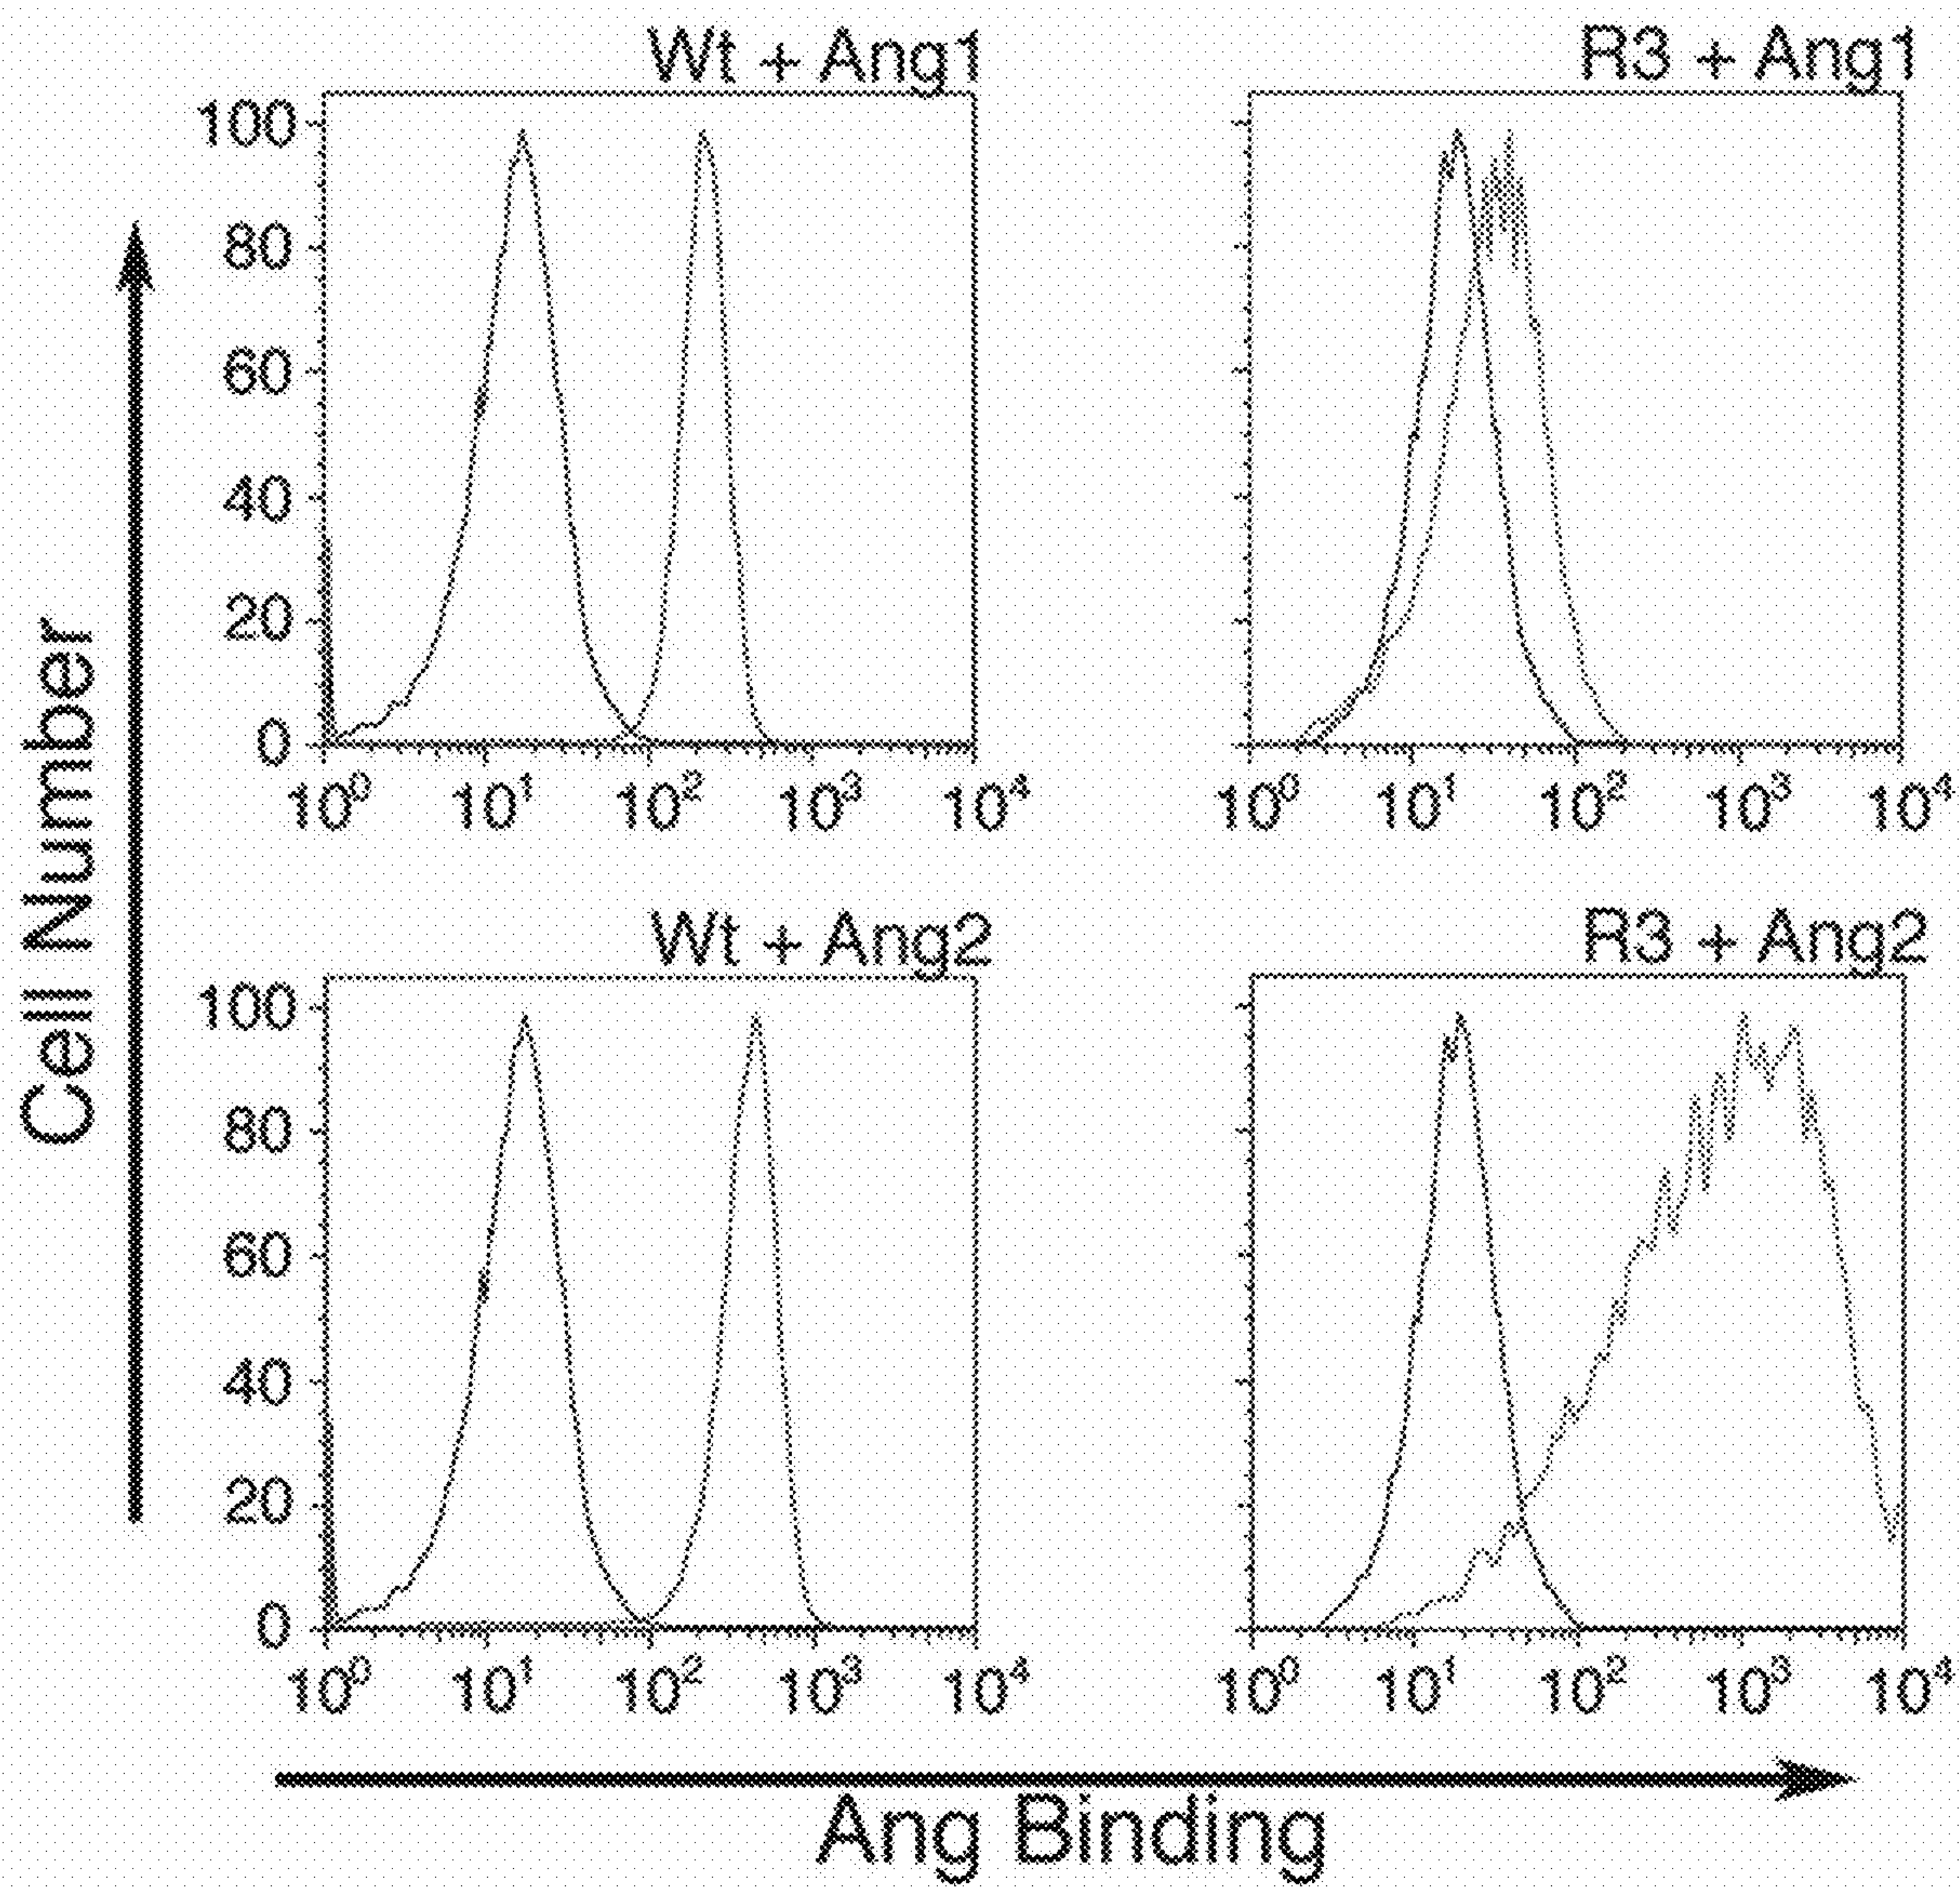 Wt + Ang1
R3 + Ang1
100
80
60
40
20
0
10⁰ 10¹ 10² 10³ 10⁴
10⁰ 10¹ 10² 10³ 10⁴
Cell Number
Wt + Ang2
R3 + Ang2
100
80
60
40
20
0
10⁰ 10¹ 10² 10³ 10⁴
10⁰ 10¹ 10² 10³ 10⁴
Ang Binding